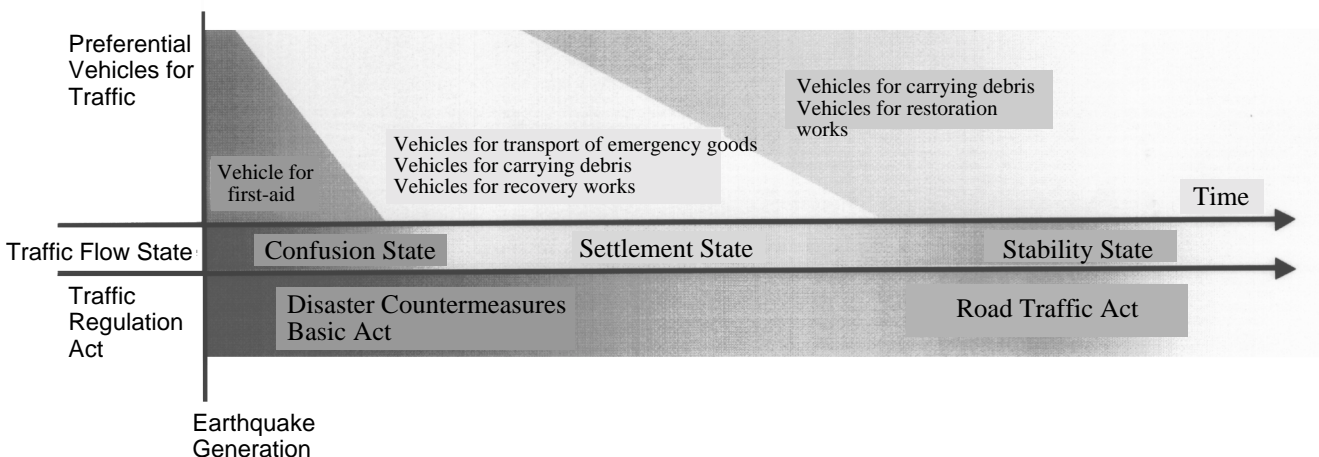 Preferential
Vehicles for
Traffic
Vehicles for carrying debris
Vehicles for restoration
works
Vehicles for transport of emergency goods
Vehicles for carrying debris
Vehicles for recovery works
Vehicle for
first-aid
Time
Traffic Flow State
Confusion State
Settlement State
Stability State
Traffic
Regulation
Act
Disaster Countermeasures
Basic Act
Road Traffic Act
Earthquake
Generation